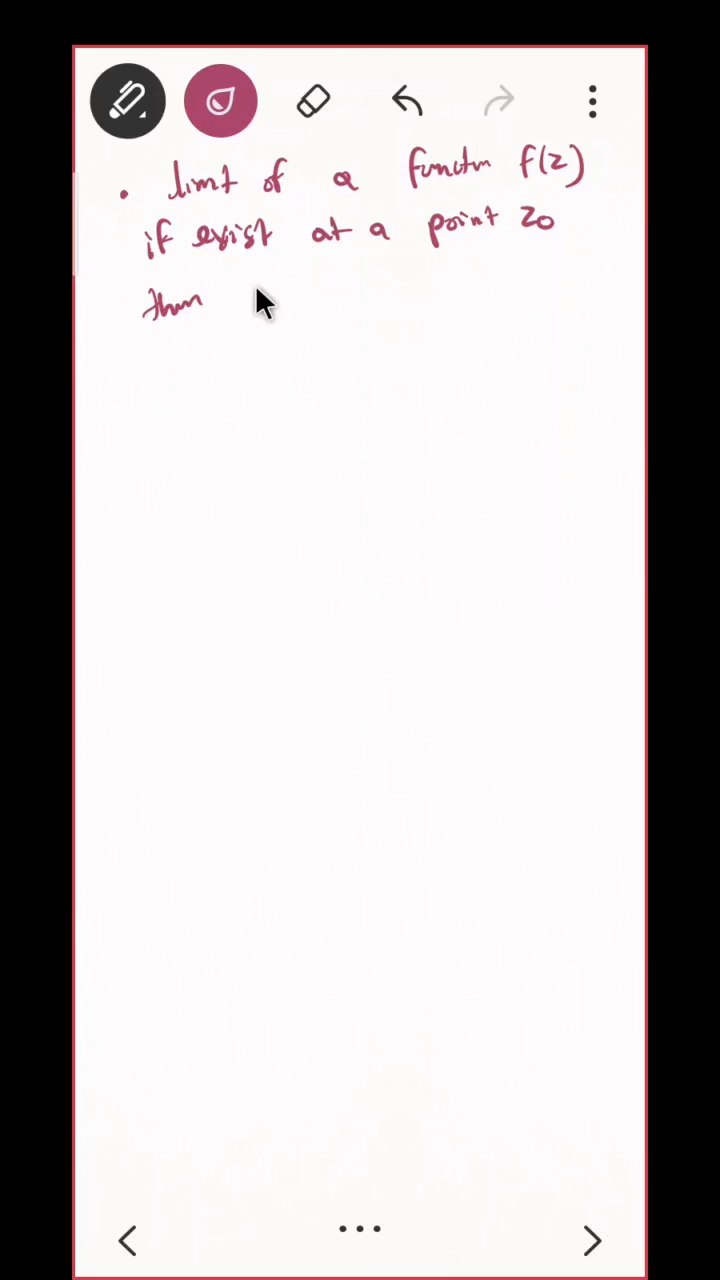 . limt of a functn f(z)
if exist at a point z0
then